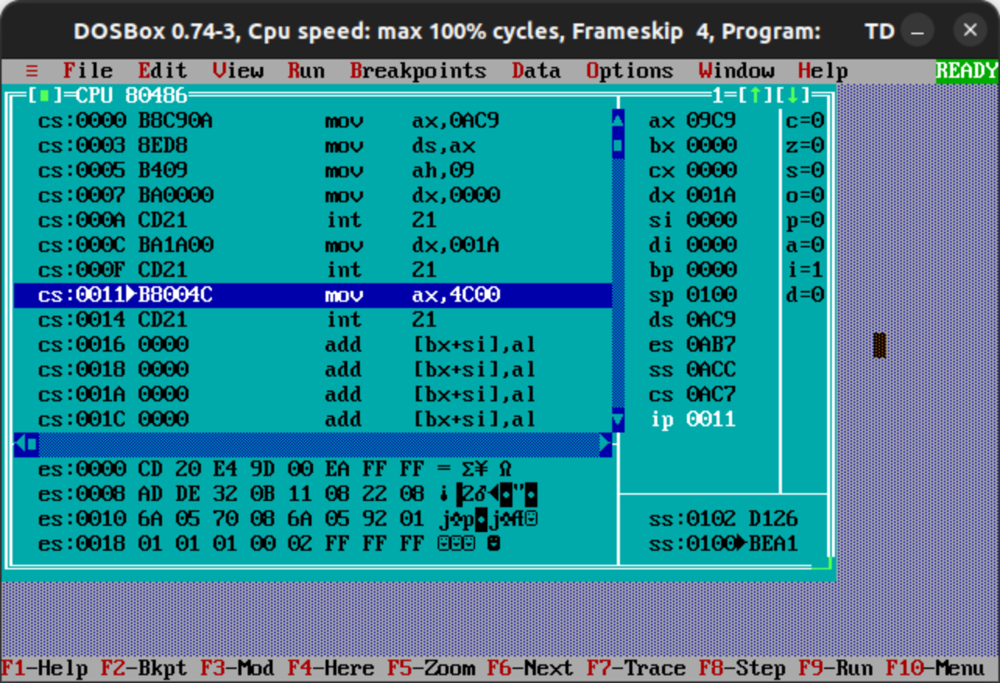 DOSBox 0.74-3, Cpu speed: max 100% cycles, Frameskip  4, Program:     TD
≡ File Edit View Run Breakpoints Data Options Window Help READY
[■]=CPU 80486 1=[↑][↓]
cs:0000 B8C90A mov ax,0AC9 ax 09C9 c=0
cs:0003 8ED8 mov ds,ax bx 0000 z=0
cs:0005 B409 mov ah,09 cx 0000 s=0
cs:0007 BA0000 mov dx,0000 dx 001A o=0
cs:000A CD21 int 21 si 0000 p=0
cs:000C BA1A00 mov dx,001A di 0000 a=0
cs:000F CD21 int 21 bp 0000 i=1
cs:0011►B8004C mov ax,4C00 sp 0100 d=0
cs:0014 CD21 int 21 ds 0AC9
cs:0016 0000 add [bx+si],al es 0AB7
cs:0018 0000 add [bx+si],al ss 0ACC
cs:001A 0000 add [bx+si],al cs 0AC7
cs:001C 0000 add [bx+si],al ip 0011
es:0000 CD 20 E4 9D 00 EA FF FF = Σ¥ Ω
es:0008 AD DE 32 0B 11 08 22 08 ¡ ▐2♂◄◘"◘
es:0010 6A 05 70 08 6A 05 92 01 j♣p◘j♣Æ☺ ss:0102 D126
es:0018 01 01 01 00 02 FF FF FF ☺☺☺ ☻ ss:0100►BEA1
F1-Help F2-Bkpt F3-Mod F4-Here F5-Zoom F6-Next F7-Trace F8-Step F9-Run F10-Menu